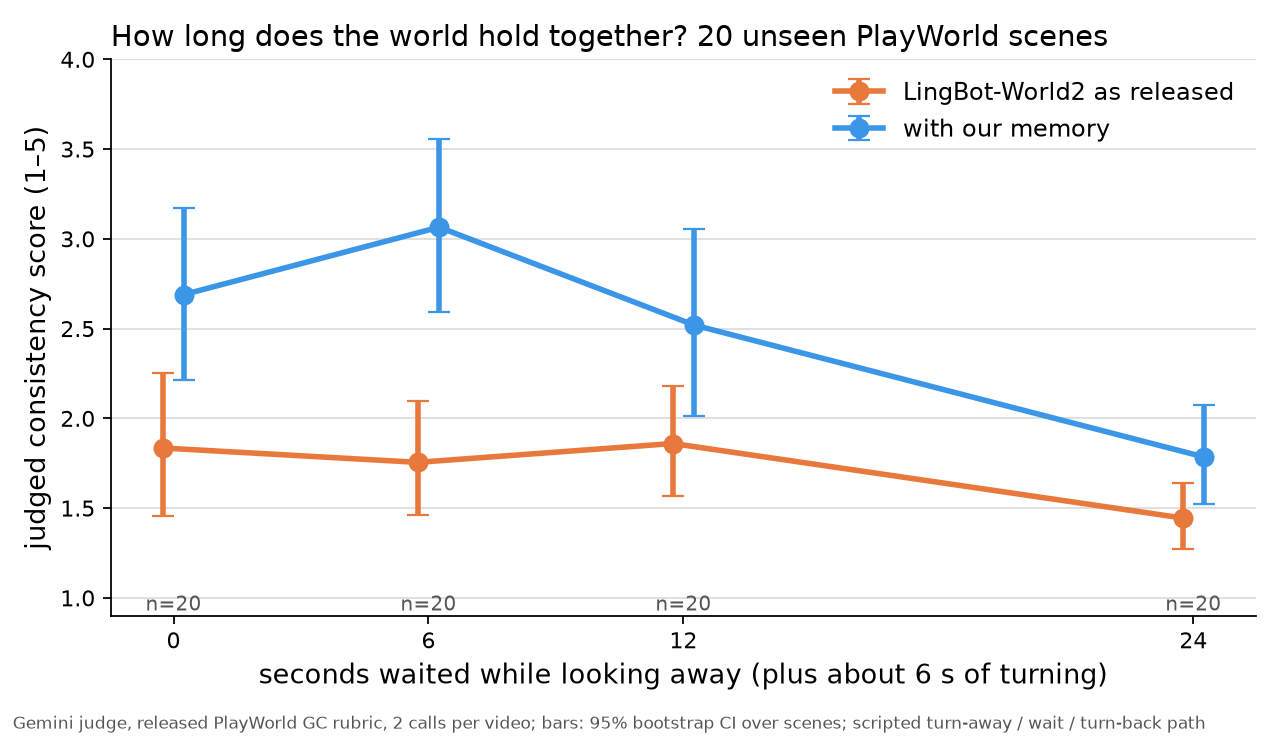 How long does the world hold together? 20 unseen PlayWorld scenes
LingBot-World2 as released
with our memory
judged consistency score (1–5)
4.0
3.5
3.0
2.5
2.0
1.5
1.0
n=20 n=20 n=20 n=20
0 6 12 24
seconds waited while looking away (plus about 6 s of turning)
Gemini judge, released PlayWorld GC rubric, 2 calls per video; bars: 95% bootstrap CI over scenes; scripted turn-away / wait / turn-back path